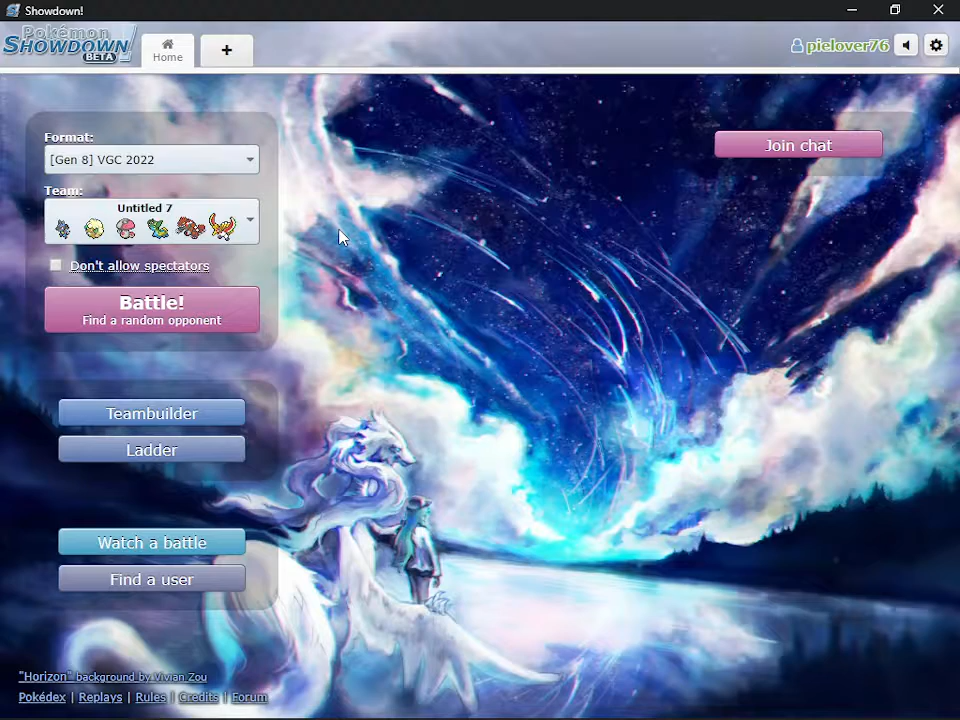 Showdown!
Pokémon
SHOWDOWN!
BETA
Home
+
pielover76
Format:
[Gen 8] VGC 2022
Team:
Untitled 7
Don't allow spectators
Battle!
Find a random opponent
Join chat
Teambuilder
Ladder
Watch a battle
Find a user
"Horizon" background by Vivian Zou
Pokédex | Replays | Rules | Credits | Forum